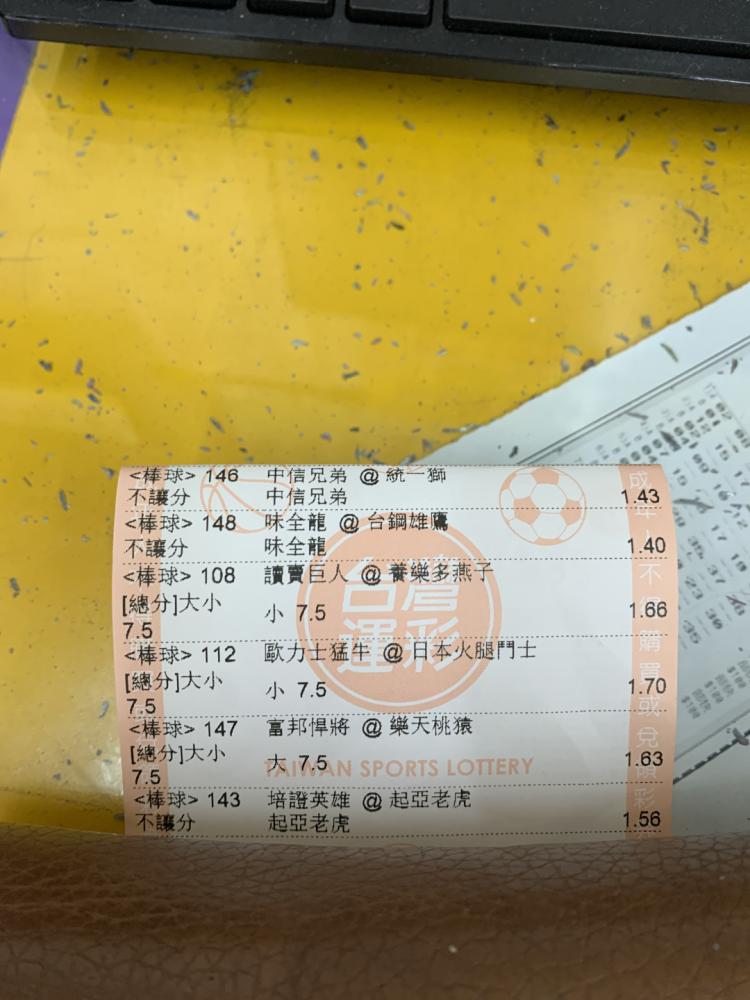 <棒球> 146 中信兄弟 @ 統一獅
不讓分 中信兄弟 1.43
<棒球> 148 味全龍 @ 台鋼雄鷹
不讓分 味全龍 1.40
<棒球> 108 讀賣巨人 @ 養樂多燕子
[總分]大小 小 7.5 1.66
7.5
<棒球> 112 歐力士猛牛 @ 日本火腿鬥士
[總分]大小 小 7.5 1.70
7.5
<棒球> 147 富邦悍將 @ 樂天桃猿
[總分]大小 大 7.5 1.63
7.5
<棒球> 143 培證英雄 @ 起亞老虎
不讓分 起亞老虎 1.56
台灣
運彩
TAIWAN SPORTS LOTTERY